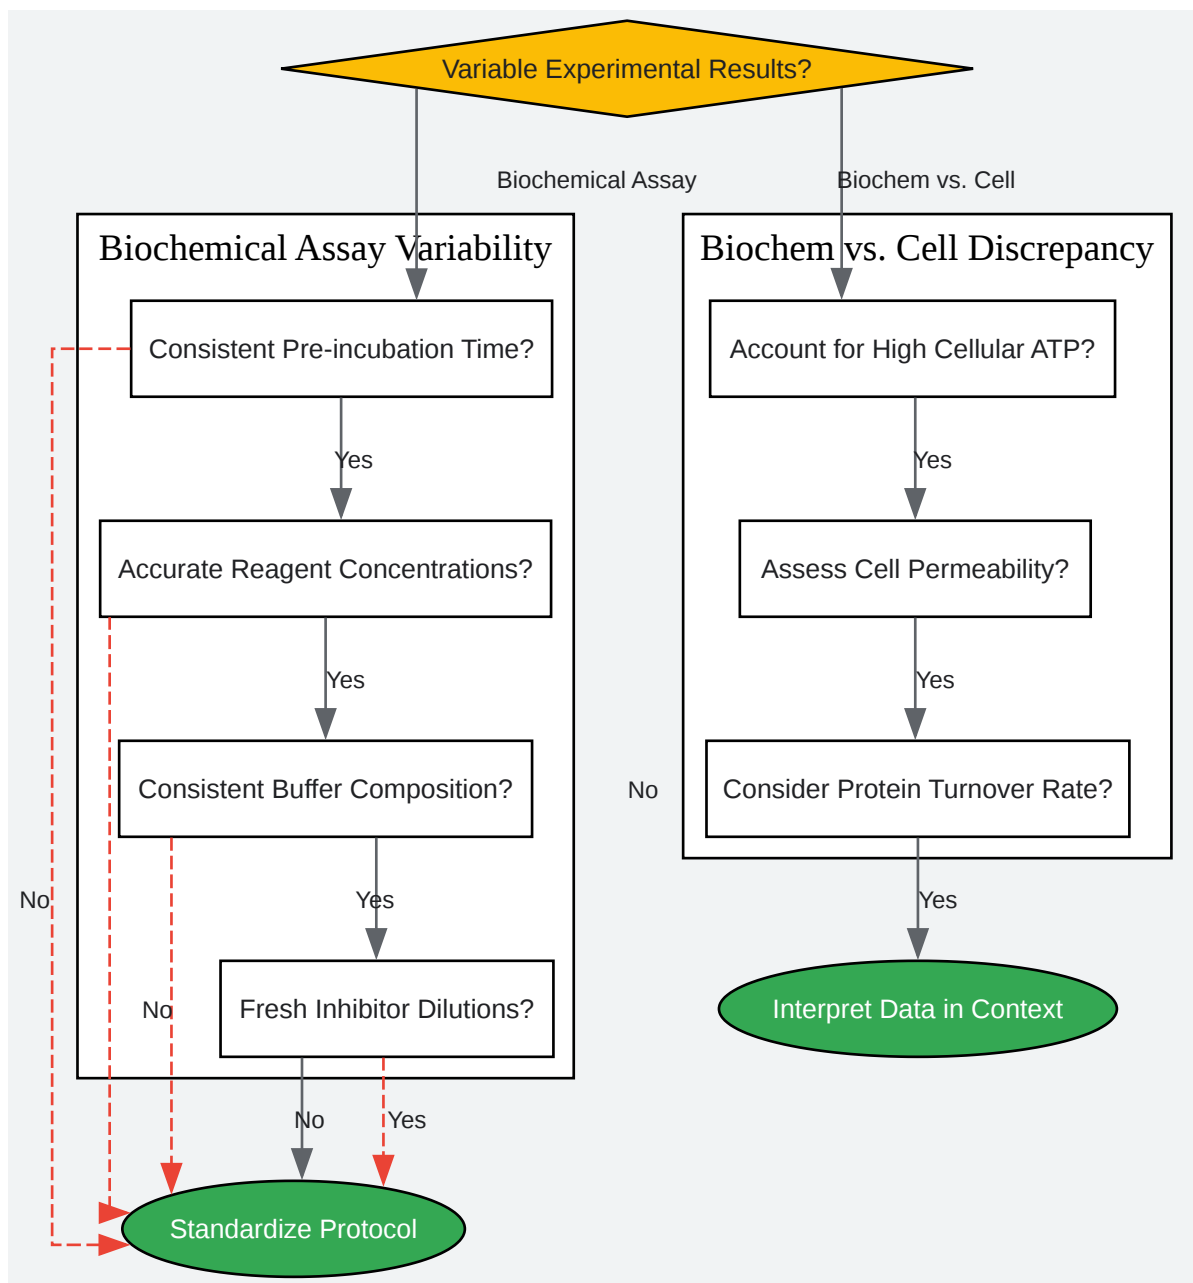 Variable Experimental Results?
Biochemical Assay
Biochem vs. Cell
Biochemical Assay Variability
Biochem vs. Cell Discrepancy
Consistent Pre-incubation Time?
Account for High Cellular ATP?
Yes
Yes
Accurate Reagent Concentrations?
Assess Cell Permeability?
Yes
Yes
Consistent Buffer Composition?
No
Consider Protein Turnover Rate?
No
Yes
Yes
No
Fresh Inhibitor Dilutions?
Interpret Data in Context
No
Yes
Standardize Protocol